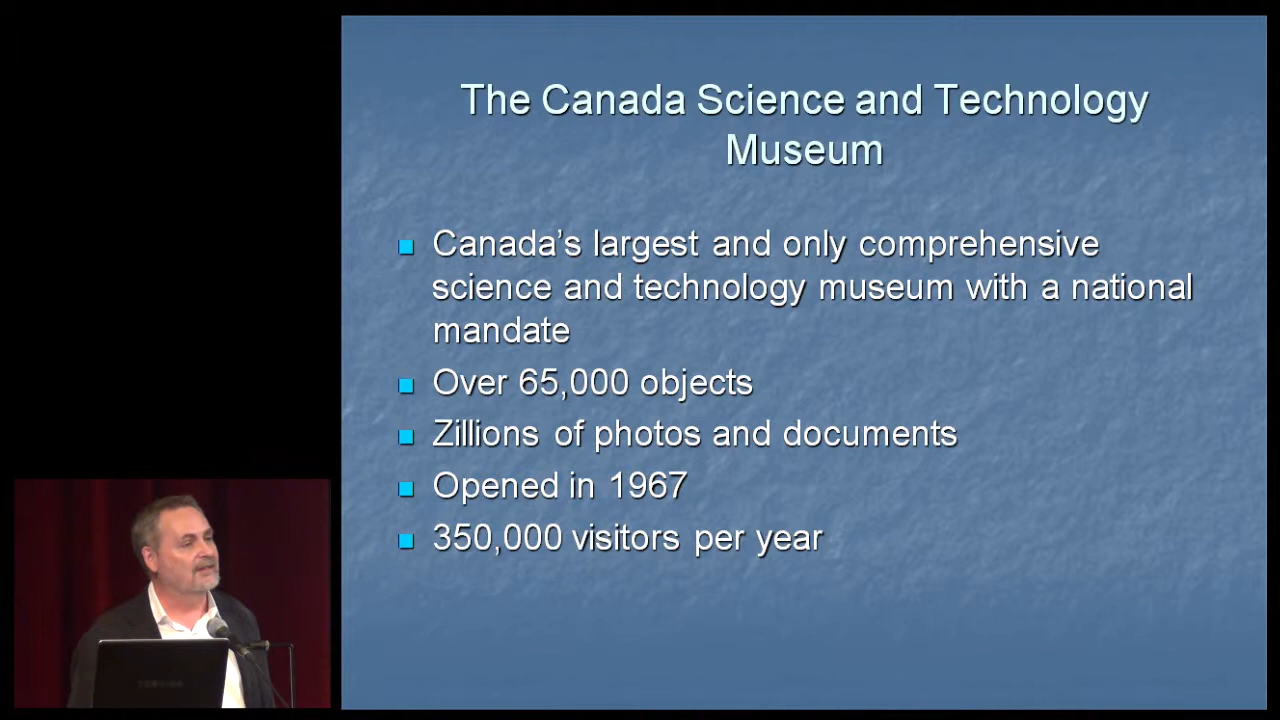 The Canada Science and Technology
Museum
Canada's largest and only comprehensive
science and technology museum with a national
mandate
Over 65,000 objects
Zillions of photos and documents
Opened in 1967
350,000 visitors per year
TOSHIBA